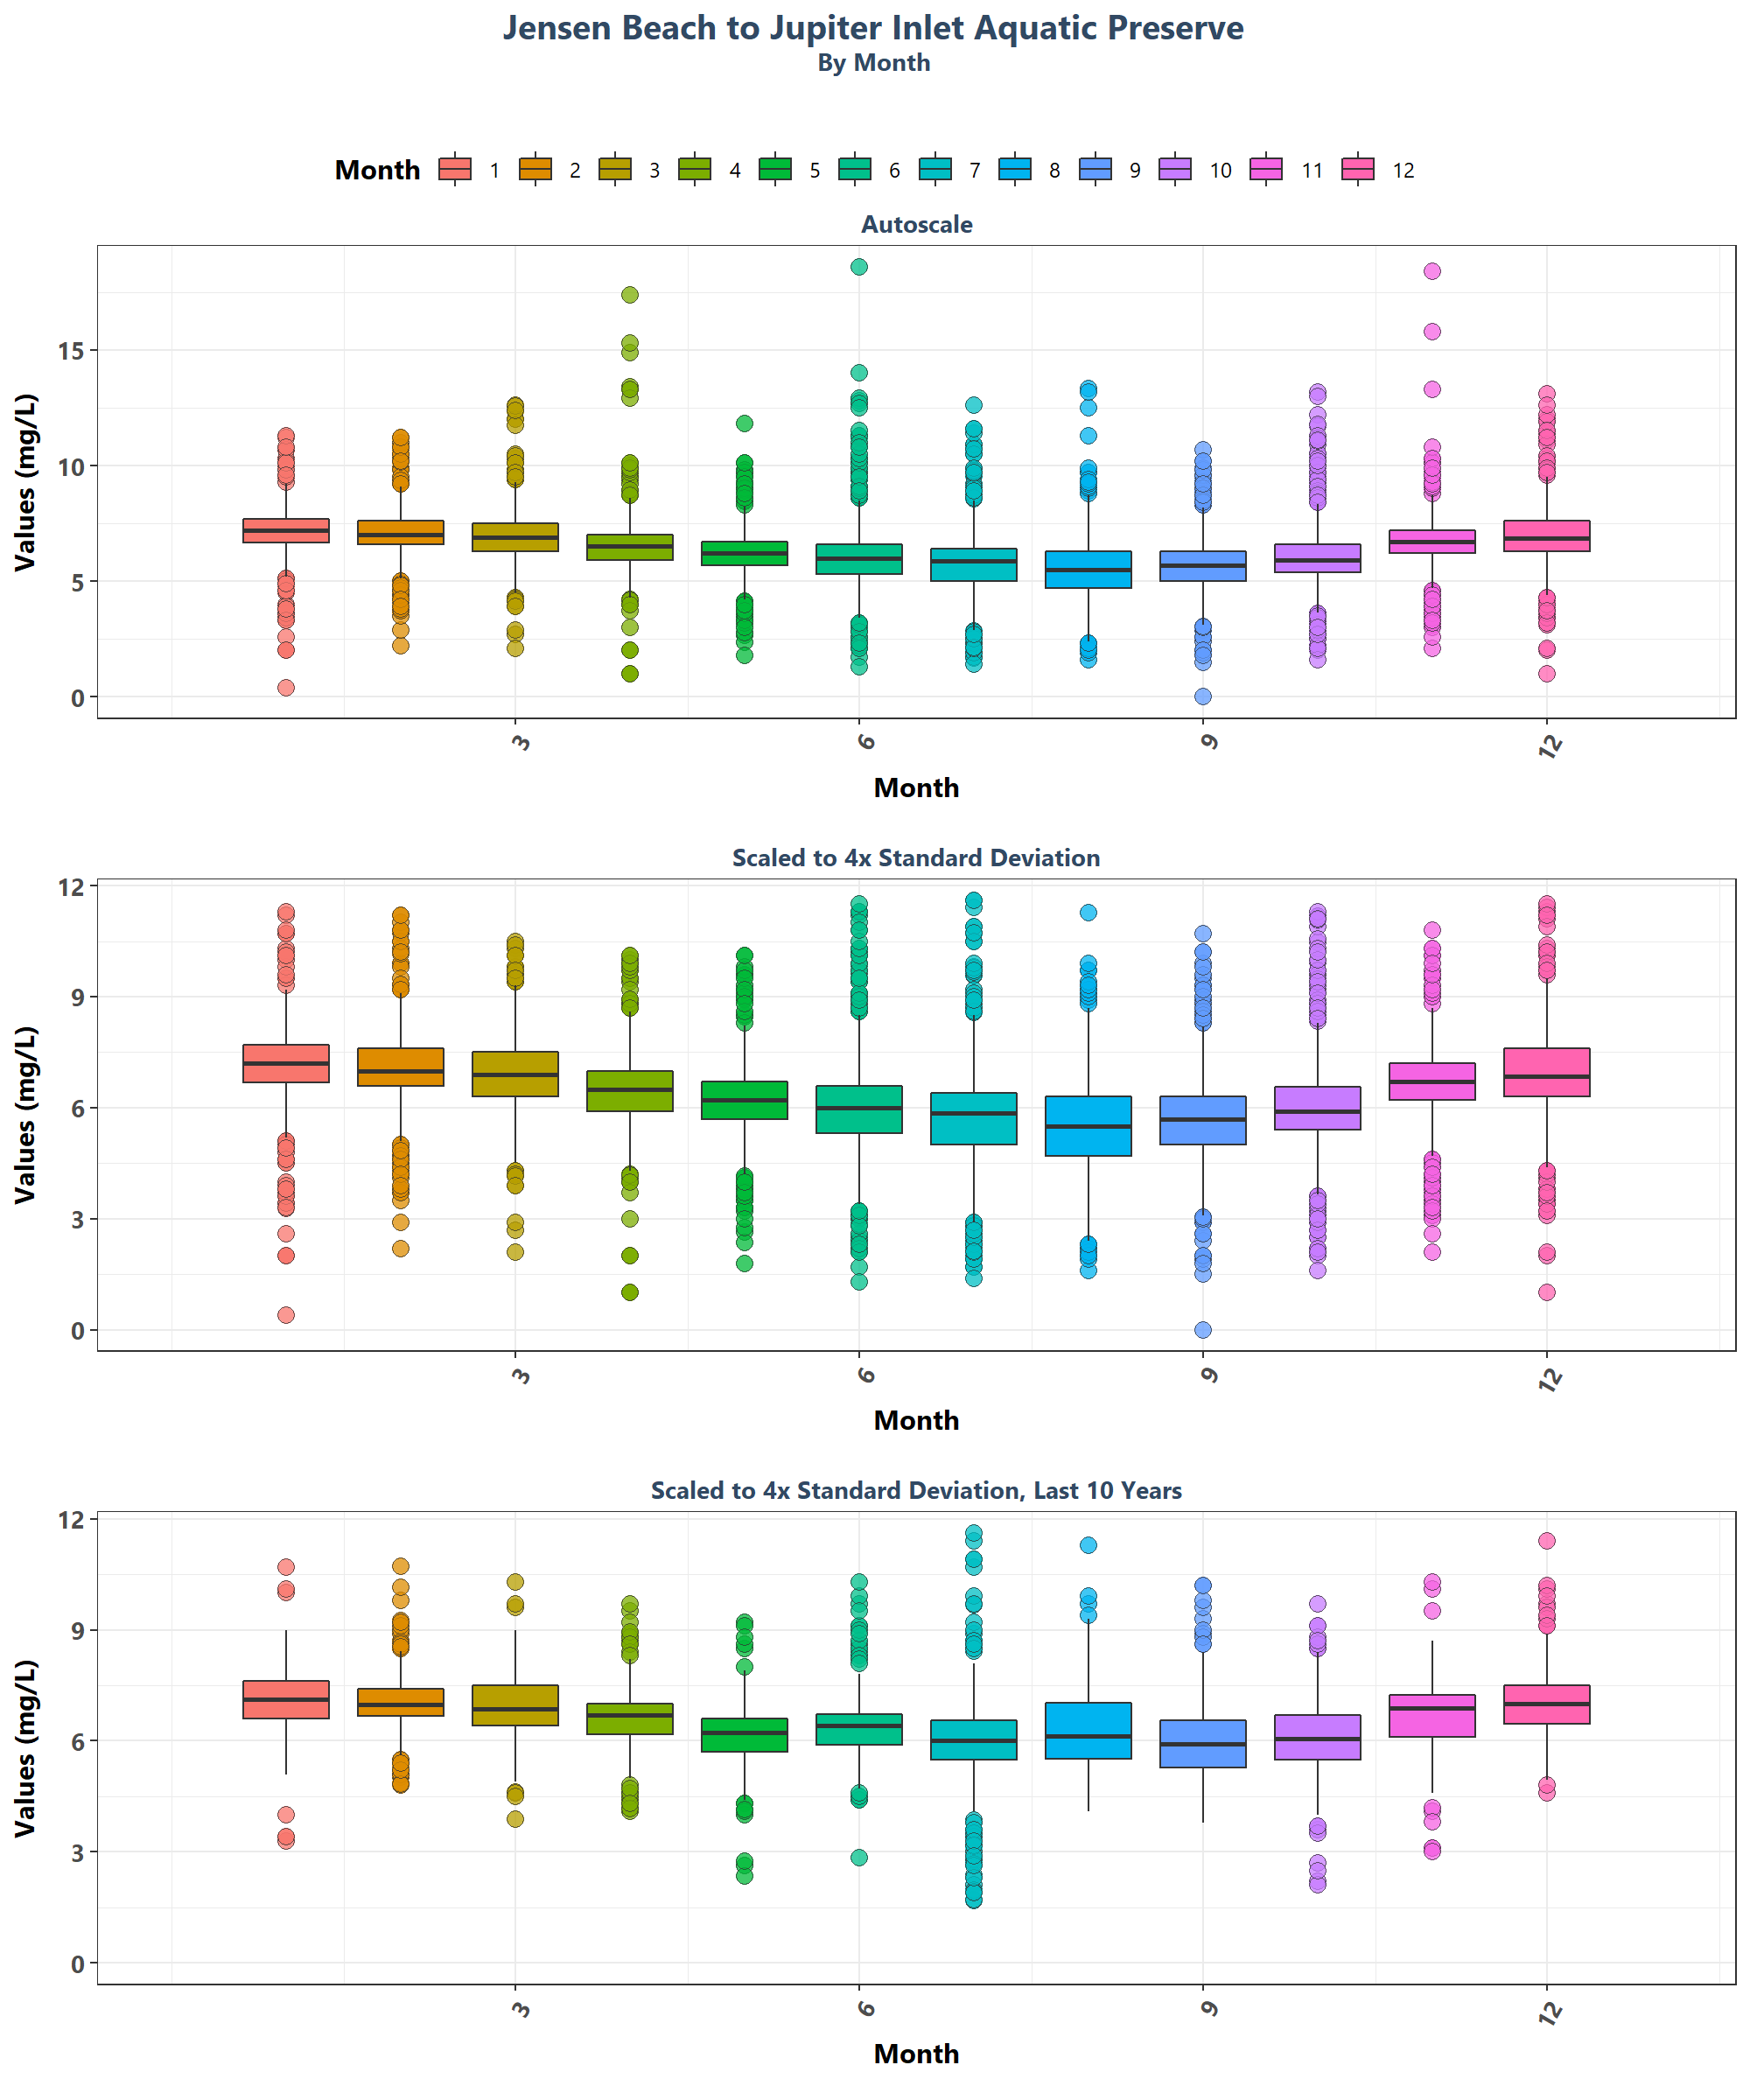 Jensen Beach to Jupiter Inlet Aquatic Preserve
By Month
Month 1 2 3 4 5 6 7 8 9 10 11 12
Autoscale
Values (mg/L)
15
10
5
0
3 6 9 12
Month
Scaled to 4x Standard Deviation
Values (mg/L)
12
9
6
3
0
3 6 9 12
Month
Scaled to 4x Standard Deviation, Last 10 Years
Values (mg/L)
12
9
6
3
0
3 6 9 12
Month